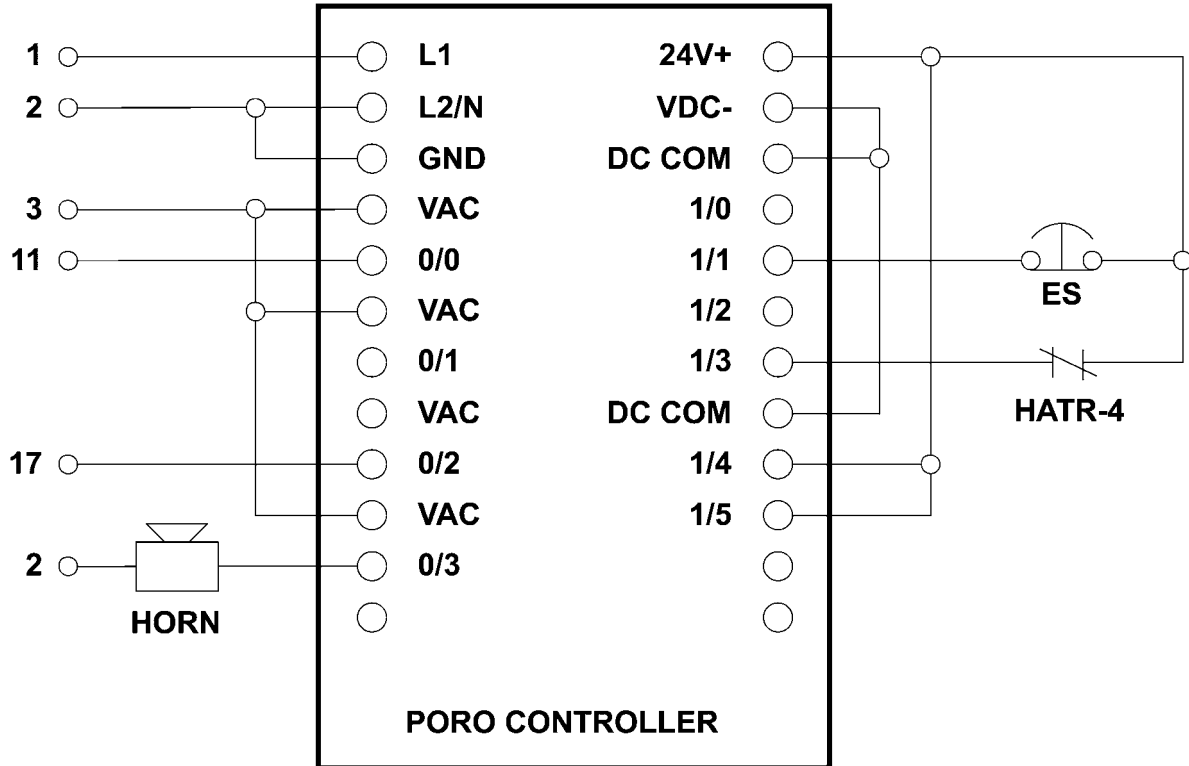 1 L1 24V+
2 L2/N VDC-
GND DC COM
3 VAC 1/0
11 0/0 1/1
ES
VAC 1/2
0/1 1/3
HATR-4
VAC DC COM
17 0/2 1/4
VAC 1/5
2 0/3
HORN
PORO CONTROLLER